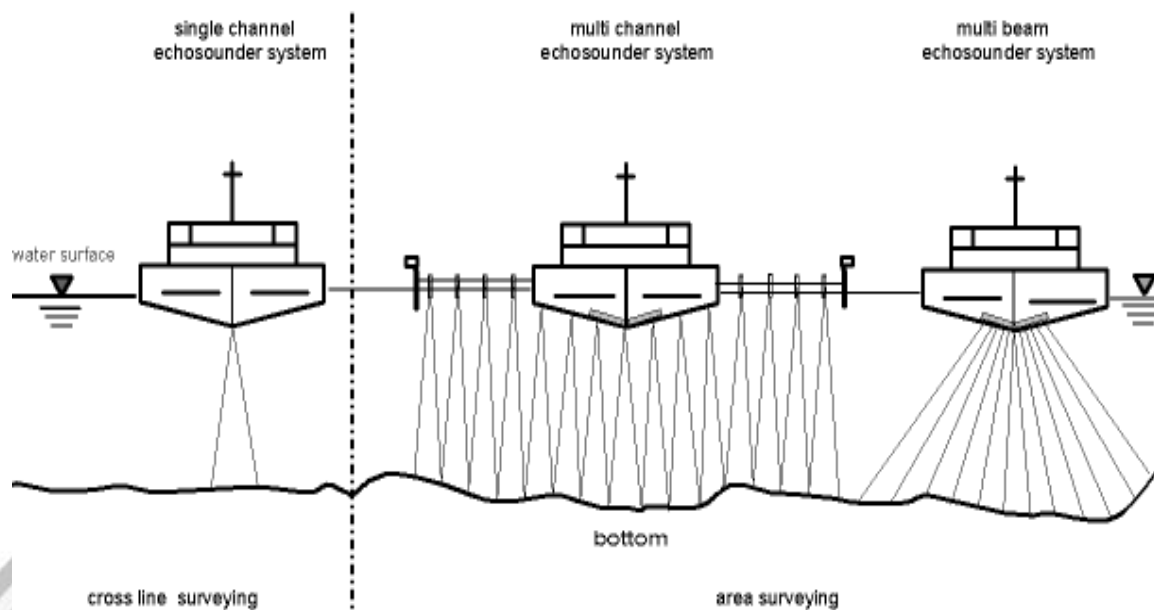 single channel
echosounder system
multi channel
echosounder system
multi beam
echosounder system
water surface
bottom
cross line surveying
area surveying